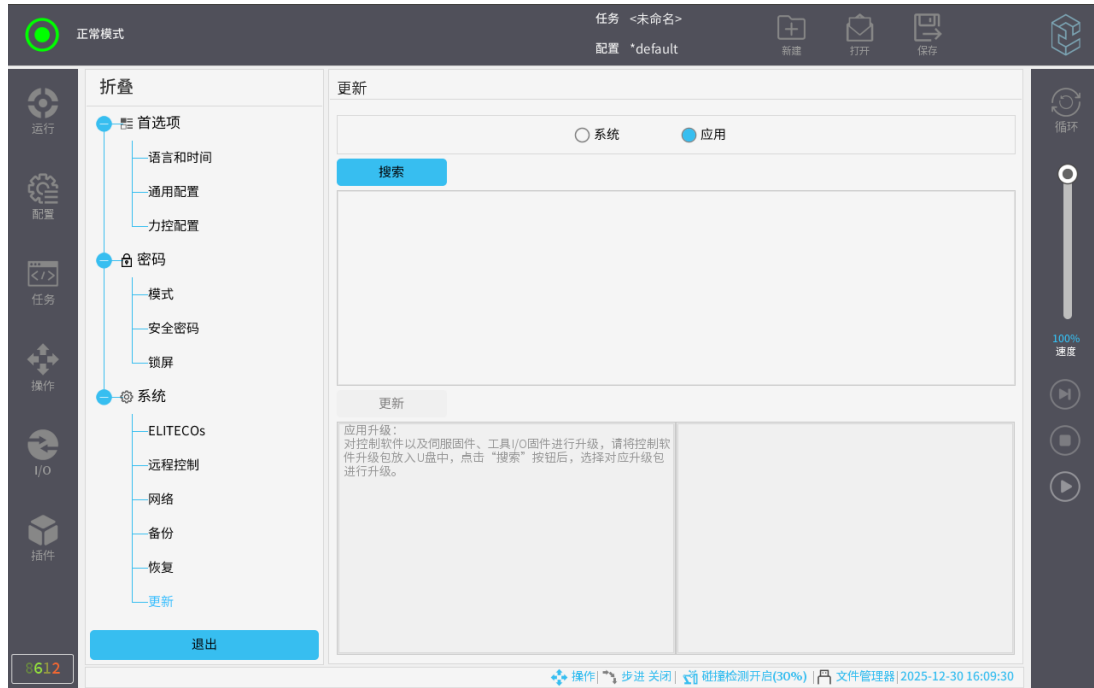 正常模式
任务 <未命名>
配置 *default
新建
打开
保存
运行
配置
任务
操作
I/O
插件
8612
折叠
首选项
语言和时间
通用配置
力控配置
密码
模式
安全密码
锁屏
系统
ELITECOs
远程控制
网络
备份
恢复
更新
退出
更新
系统
应用
搜索
更新
应用升级：
对控制软件以及伺服固件、工具I/O固件进行升级，请将控制软
件升级包放入U盘中，点击“搜索”按钮后，选择对应升级包
进行升级。
循环
100%
速度
操作| 步进 关闭| 碰撞检测开启(30%) | 文件管理器| 2025-12-30 16:09:30